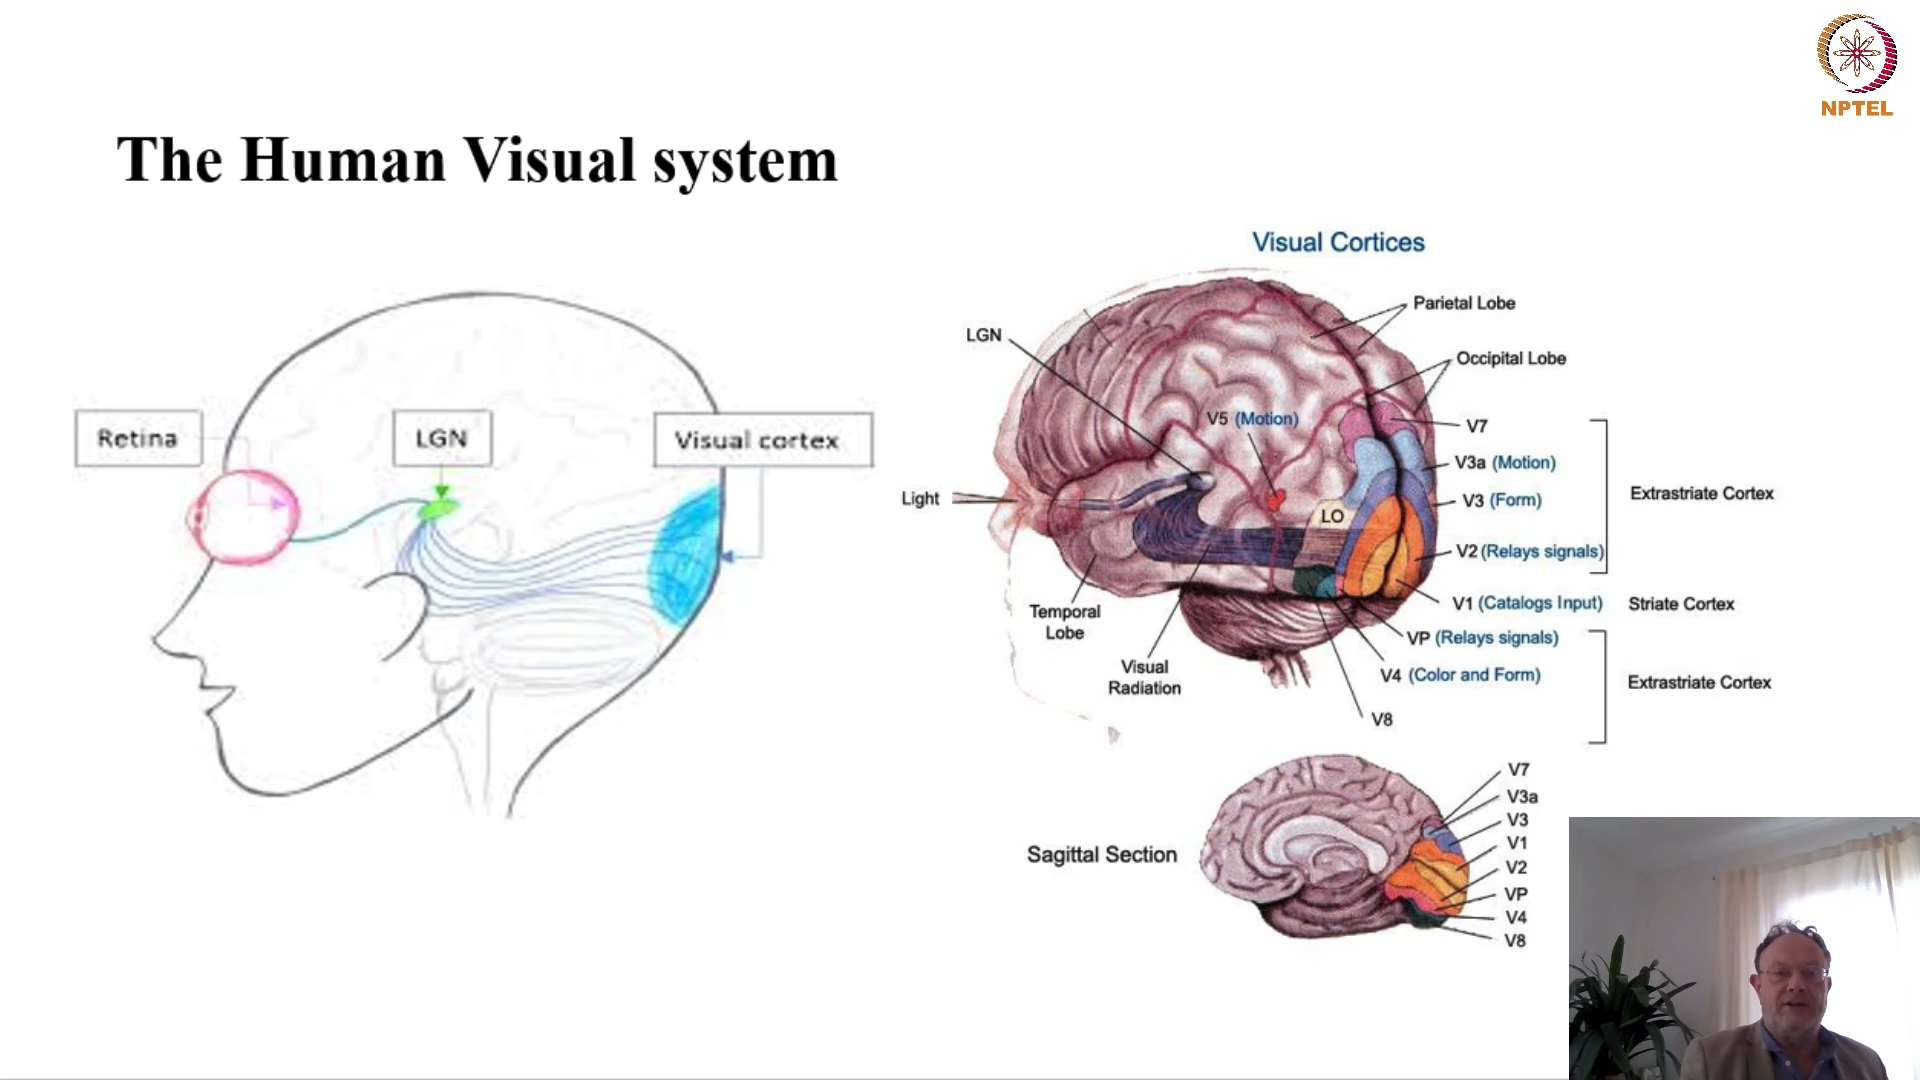 NPTEL
The Human Visual system
Retina
LGN
Visual cortex
Visual Cortices
Parietal Lobe
LGN
Occipital Lobe
V5 (Motion)
V7
V3a (Motion)
Light
V3 (Form)
Extrastriate Cortex
LO
V2 (Relays signals)
V1 (Catalogs Input)
Striate Cortex
Temporal
Lobe
VP (Relays signals)
Visual
Radiation
V4 (Color and Form)
Extrastriate Cortex
V8
Sagittal Section
V7
V3a
V3
V1
V2
VP
V4
V8